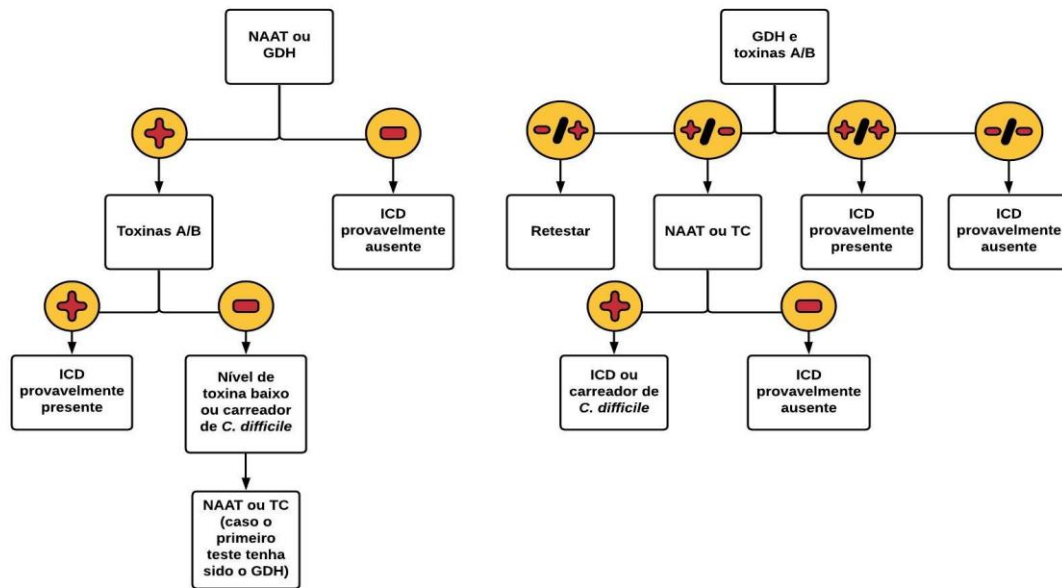 NAAT ou
GDH
Toxinas A/B
ICD
provavelmente
ausente
ICD
provavelmente
presente
Nível de
toxina baixo
ou carreador
de C. difficile
NAAT ou TC
(caso o
primeiro
teste tenha
sido o GDH)
GDH e
toxinas A/B
-/+
+/-
+/+
-/-
Retestar
NAAT ou TC
ICD
provavelmente
presente
ICD
provavelmente
ausente
ICD ou
carreador de
C. difficile
ICD
provavelmente
ausente